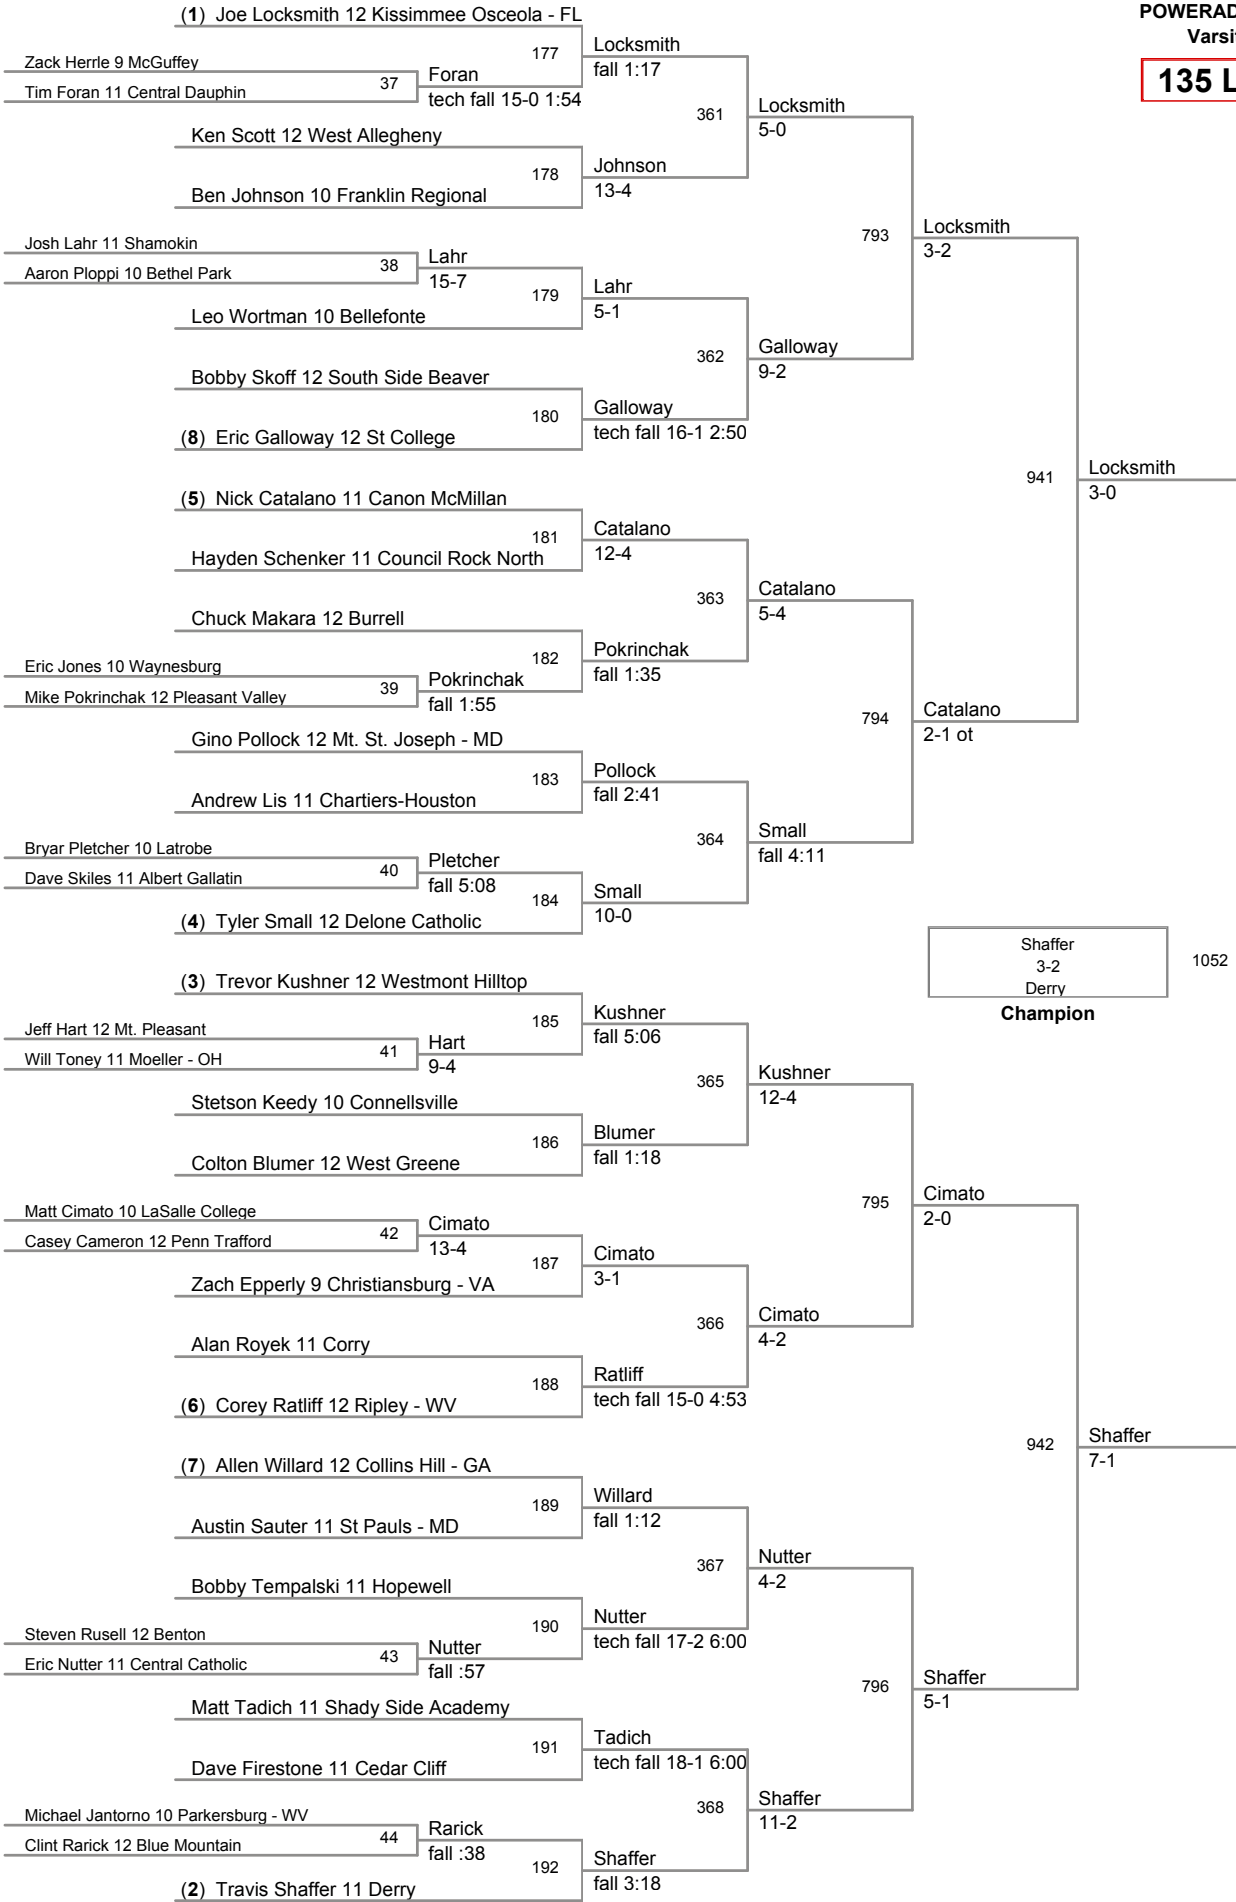 (1) Joe Locksmith 12 Kissimmee Osceola - FL
POWERAD
Varsi
135 L
177
Locksmith
fall 1:17
Zack Herrle 9 McGuffey
37
Foran
Tim Foran 11 Central Dauphin
tech fall 15-0 1:54
361
Locksmith
5-0
Ken Scott 12 West Allegheny
178
Johnson
13-4
Ben Johnson 10 Franklin Regional
793
Locksmith
3-2
Josh Lahr 11 Shamokin
38
Lahr
Aaron Ploppi 10 Bethel Park
15-7
179
Lahr
5-1
Leo Wortman 10 Bellefonte
362
Galloway
9-2
Bobby Skoff 12 South Side Beaver
180
Galloway
tech fall 16-1 2:50
(8) Eric Galloway 12 St College
941
Locksmith
3-0
(5) Nick Catalano 11 Canon McMillan
181
Catalano
12-4
Hayden Schenker 11 Council Rock North
363
Catalano
5-4
Chuck Makara 12 Burrell
182
Pokrinchak
fall 1:35
Eric Jones 10 Waynesburg
39
Pokrinchak
Mike Pokrinchak 12 Pleasant Valley
fall 1:55
794
Catalano
2-1 ot
Gino Pollock 12 Mt. St. Joseph - MD
183
Pollock
fall 2:41
Andrew Lis 11 Chartiers-Houston
364
Small
fall 4:11
Bryar Pletcher 10 Latrobe
40
Pletcher
Dave Skiles 11 Albert Gallatin
fall 5:08
184
Small
10-0
(4) Tyler Small 12 Delone Catholic
Shaffer
3-2
Derry
1052
Champion
(3) Trevor Kushner 12 Westmont Hilltop
185
Kushner
fall 5:06
Jeff Hart 12 Mt. Pleasant
41
Hart
Will Toney 11 Moeller - OH
9-4
365
Kushner
12-4
Stetson Keedy 10 Connellsville
186
Blumer
fall 1:18
Colton Blumer 12 West Greene
795
Cimato
2-0
Matt Cimato 10 LaSalle College
42
Cimato
Casey Cameron 12 Penn Trafford
13-4
187
Cimato
3-1
Zach Epperly 9 Christiansburg - VA
366
Cimato
4-2
Alan Royek 11 Corry
188
Ratliff
tech fall 15-0 4:53
(6) Corey Ratliff 12 Ripley - WV
942
Shaffer
7-1
(7) Allen Willard 12 Collins Hill - GA
189
Willard
fall 1:12
Austin Sauter 11 St Pauls - MD
367
Nutter
4-2
Bobby Tempalski 11 Hopewell
190
Nutter
tech fall 17-2 6:00
Steven Rusell 12 Benton
43
Nutter
Eric Nutter 11 Central Catholic
fall :57
796
Shaffer
5-1
Matt Tadich 11 Shady Side Academy
191
Tadich
tech fall 18-1 6:00
Dave Firestone 11 Cedar Cliff
368
Shaffer
11-2
Michael Jantorno 10 Parkersburg - WV
44
Rarick
Clint Rarick 12 Blue Mountain
fall :38
192
Shaffer
fall 3:18
(2) Travis Shaffer 11 Derry